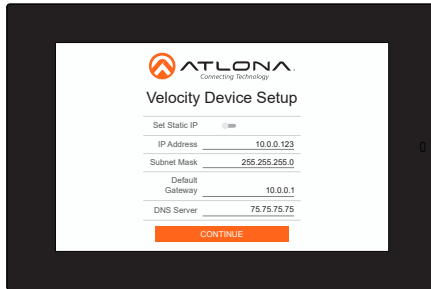 ATLONA
Connecting Technology
Velocity Device Setup
Set Static IP
IP Address 10.0.0.123
Subnet Mask 255.255.255.0
Default
Gateway 10.0.0.1
DNS Server 75.75.75.75
CONTINUE